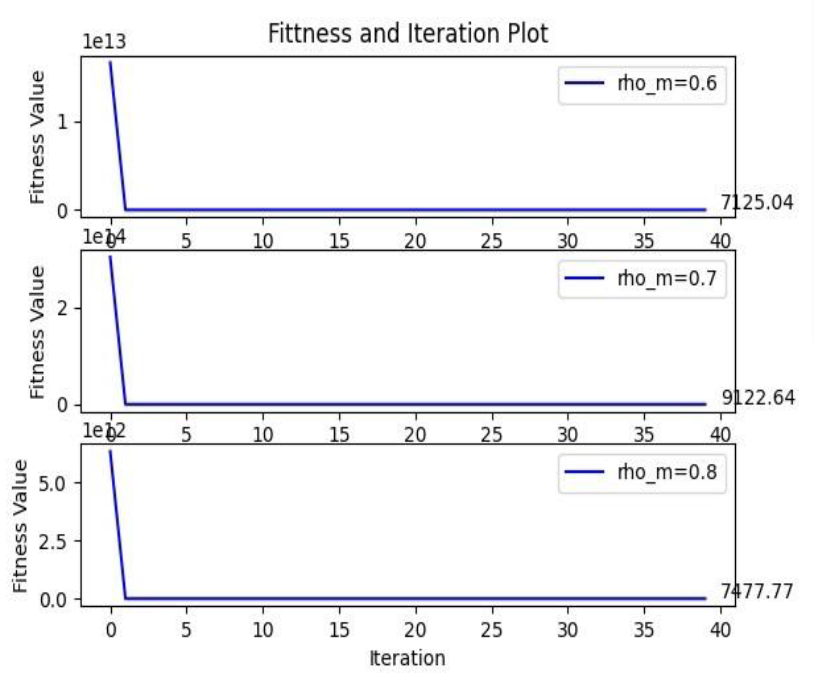 Fittness and Iteration Plot
1e13
Fitness Value
1
0
rho_m=0.6
7125.04
0 5 10 15 20 25 30 35 40
1e14
Fitness Value
2
0
rho_m=0.7
9122.64
0 5 10 15 20 25 30 35 40
1e12
Fitness Value
5.0
2.5
0.0
rho_m=0.8
7477.77
0 5 10 15 20 25 30 35 40
Iteration